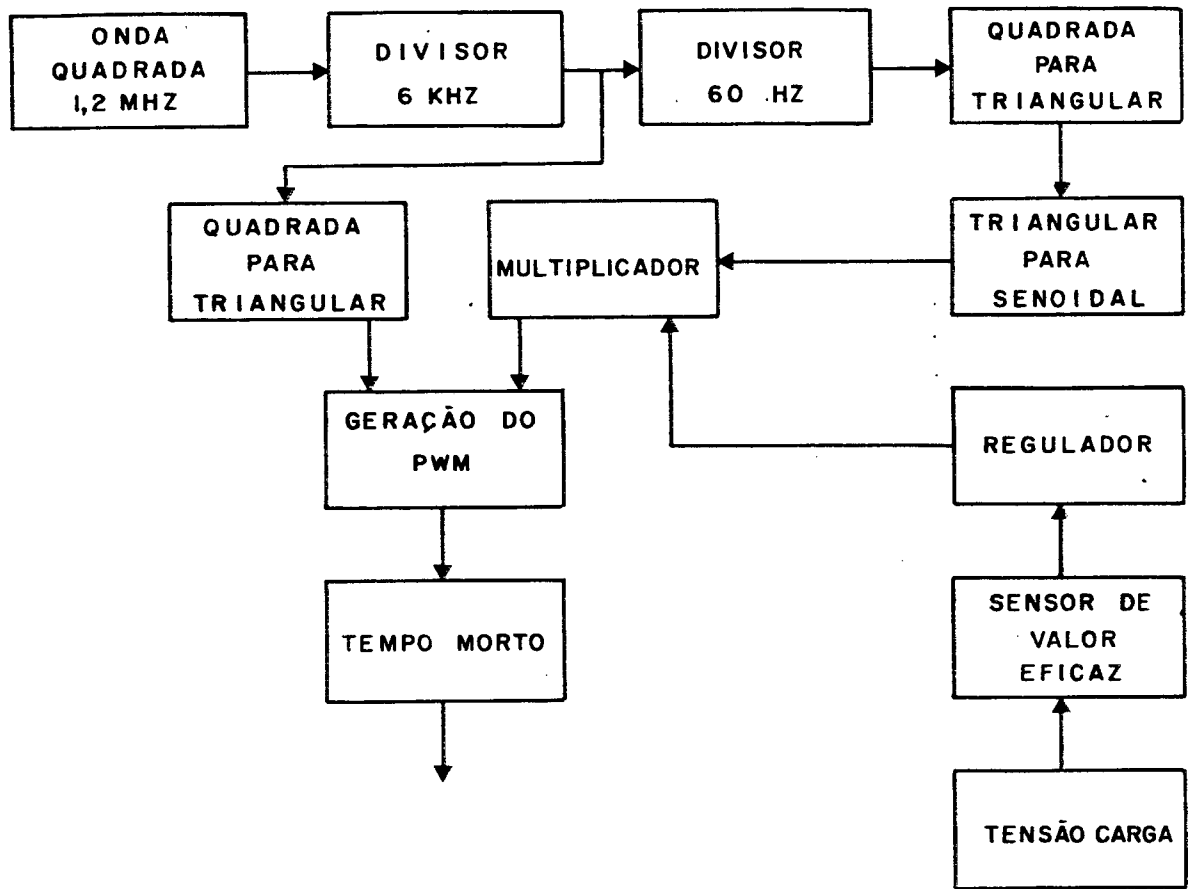 ONDA
QUADRADA
1,2 MHZ
DIVISOR
6 KHZ
DIVISOR
60 HZ
QUADRADA
PARA
TRIANGULAR
QUADRADA
PARA
TRIANGULAR
MULTIPLICADOR
TRIANGULAR
PARA
SENOIDAL
GERAÇÃO DO
PWM
REGULADOR
TEMPO MORTO
SENSOR DE
VALOR
EFICAZ
TENSÃO CARGA